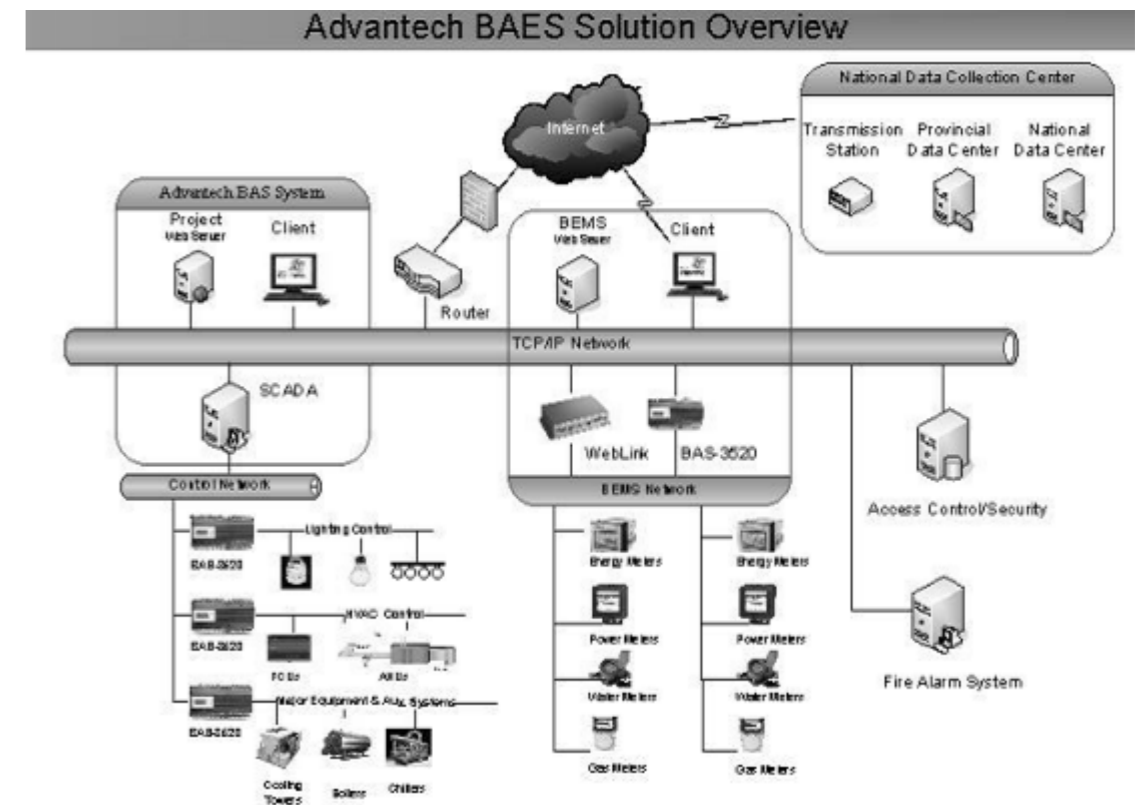 Advantech BAES Solution Overview
National Data Collection Center
Transmission
Station
Provincial
Data Center
National
Data Center
Internet
Advantech BAS System
Project
Web Server
Client
Router
BEMS
Web Server
Client
TCP/IP Network
SCADA
WebLink
BAS-3520
Control Network
BEMS Network
Access Control/Security
Lighting Control
HVAC Control
AHUs
Major Equipment & Aux. Systems
Cooling
Towers
Boilers
Chillers
Energy Meters
Energy Meters
Power Meters
Power Meters
Water Meters
Water Meters
Gas Meters
Gas Meters
Fire Alarm System